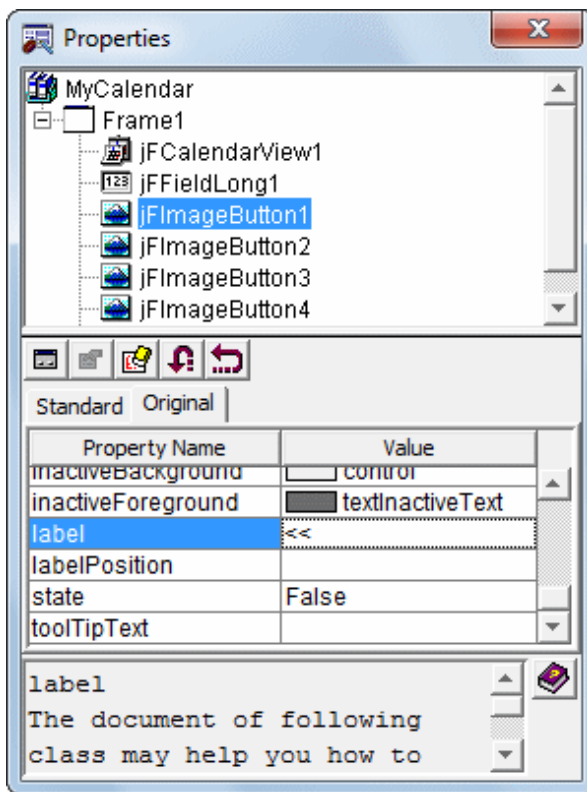 Properties
MyCalendar
Frame1
jFCalendarView1
123 jFFieldLong1
jFImageButton1
jFImageButton2
jFImageButton3
jFImageButton4
Standard Original
Property Name Value
inactiveBackground control
inactiveForeground textInactiveText
label <<
labelPosition
state False
toolTipText
label
The document of following
class may help you how to